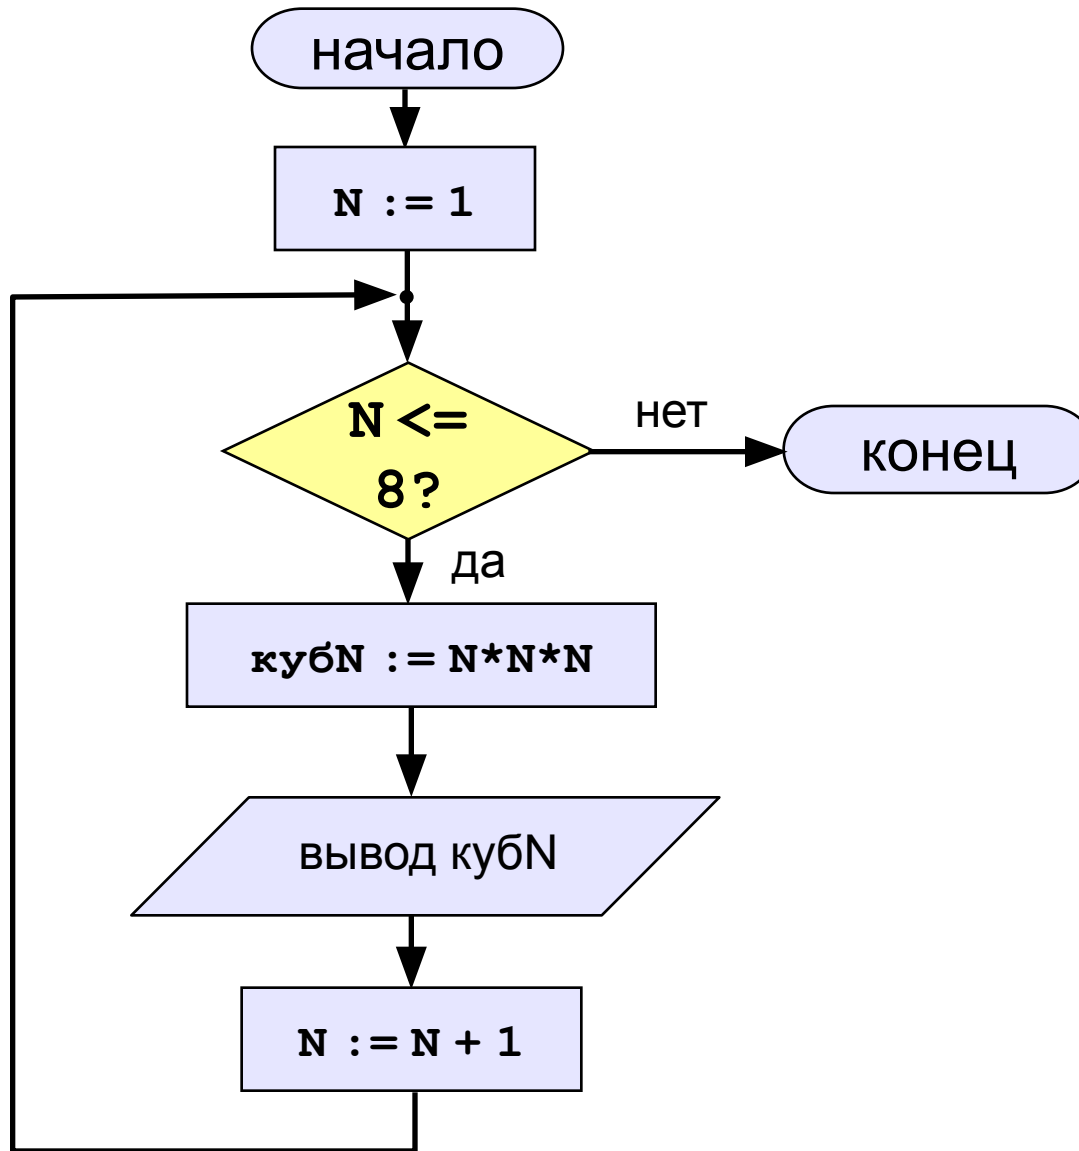 начало
N := 1
N <=
8?
нет
конец
да
кубN := N*N*N
вывод кубN
N := N + 1